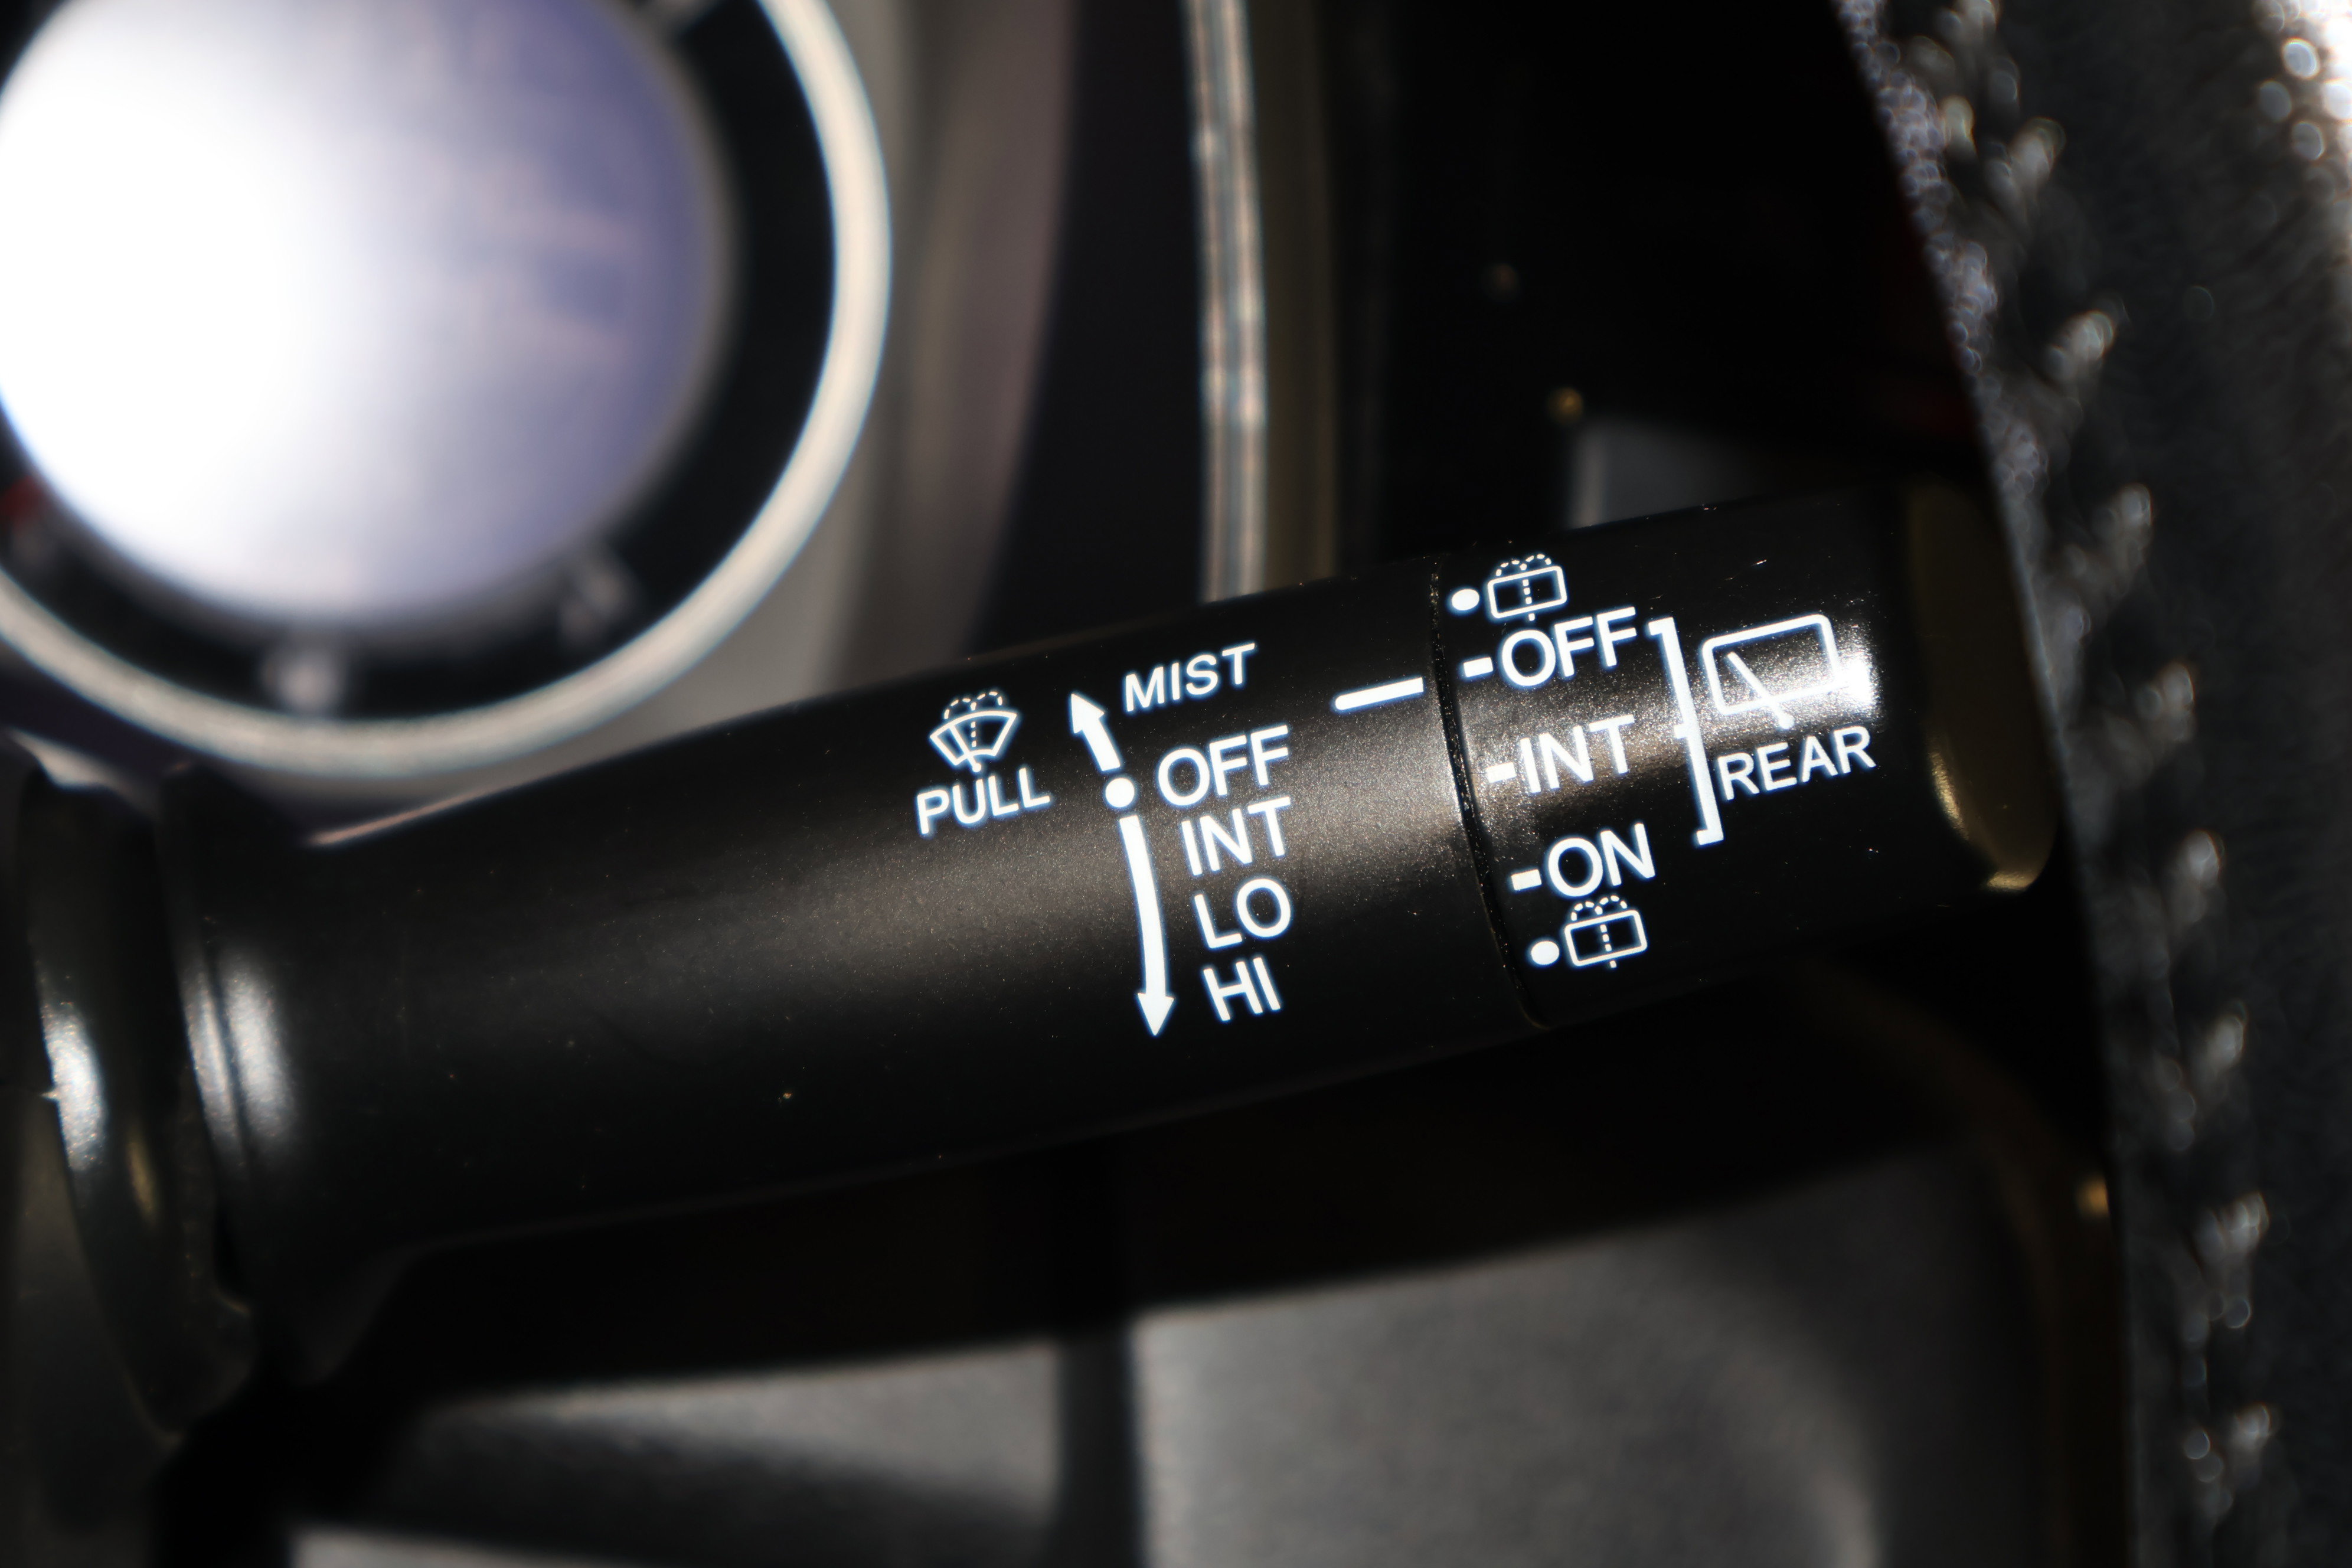 MIST
PULL
OFF
INT
LO
HI
-OFF
-INT
-ON
REAR